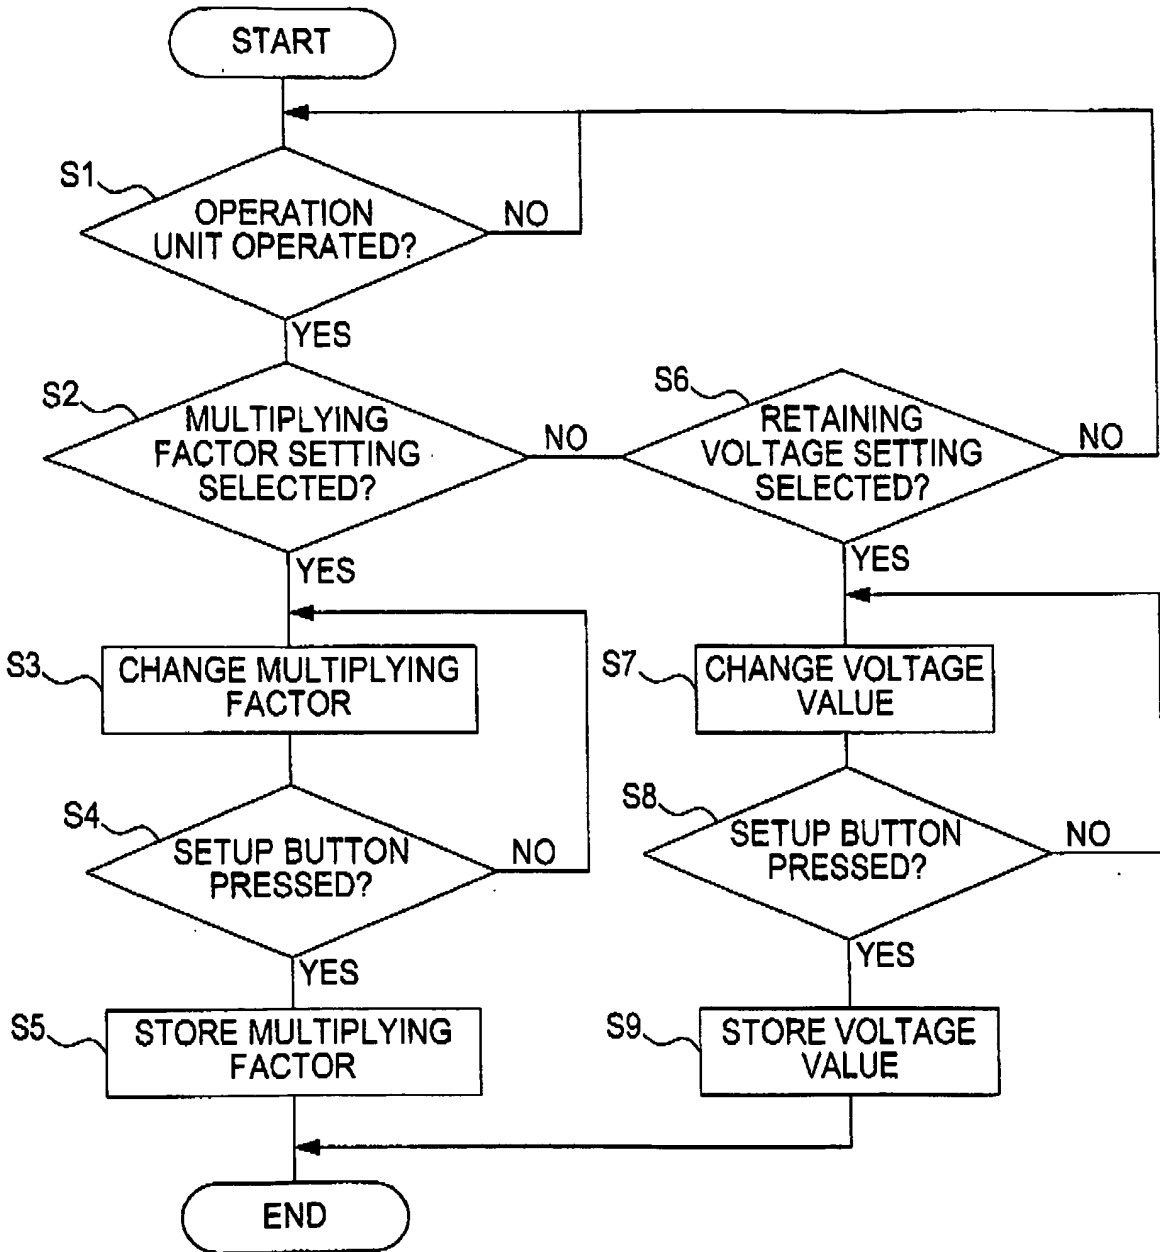 START
S1
OPERATION
UNIT OPERATED?
NO
YES
S2
MULTIPLYING
FACTOR SETTING
SELECTED?
NO
S6
RETAINING
VOLTAGE SETTING
SELECTED?
NO
YES
YES
S3
CHANGE MULTIPLYING
FACTOR
S7
CHANGE VOLTAGE
VALUE
S4
SETUP BUTTON
PRESSED?
NO
S8
SETUP BUTTON
PRESSED?
NO
YES
YES
S5
STORE MULTIPLYING
FACTOR
S9
STORE VOLTAGE
VALUE
END